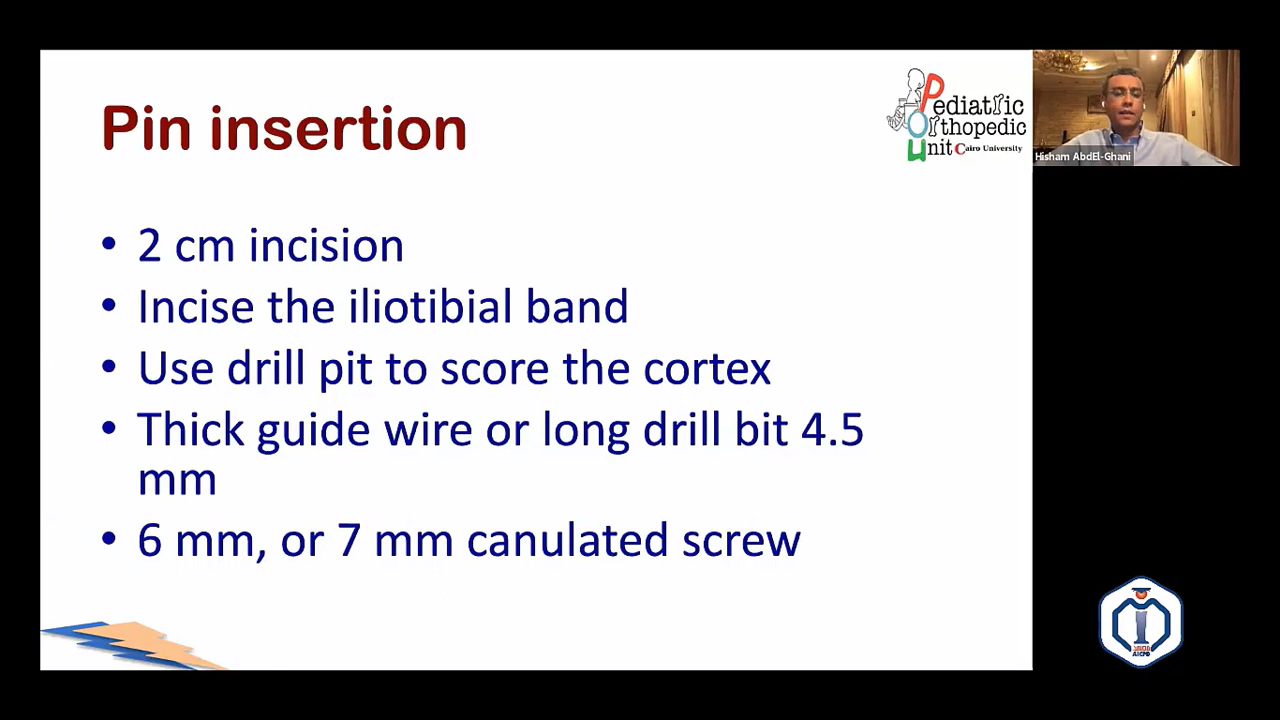 Pin insertion
Pediatric
Orthopedic
Unit Cairo University
Hisham AbdEl-Ghani
• 2 cm incision
• Incise the iliotibial band
• Use drill pit to score the cortex
• Thick guide wire or long drill bit 4.5
mm
• 6 mm, or 7 mm canulated screw